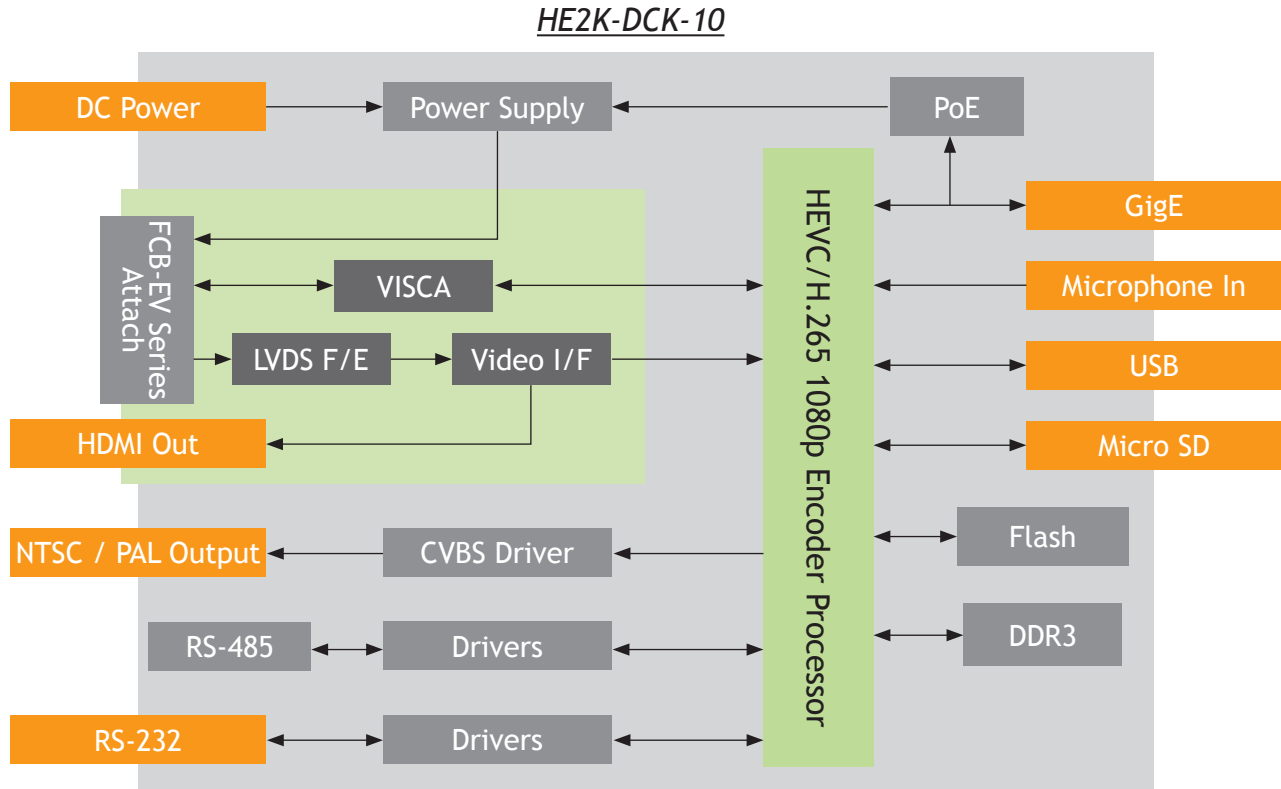 HE2K-DCK-10
DC Power
Power Supply
PoE
GigE
FCB-EV Series
Attach
VISCA
Microphone In
LVDS F/E
Video I/F
USB
HDMI Out
Micro SD
HEVC/H.265 1080p Encoder Processor
NTSC / PAL Output
CVBS Driver
Flash
RS-485
Drivers
DDR3
RS-232
Drivers